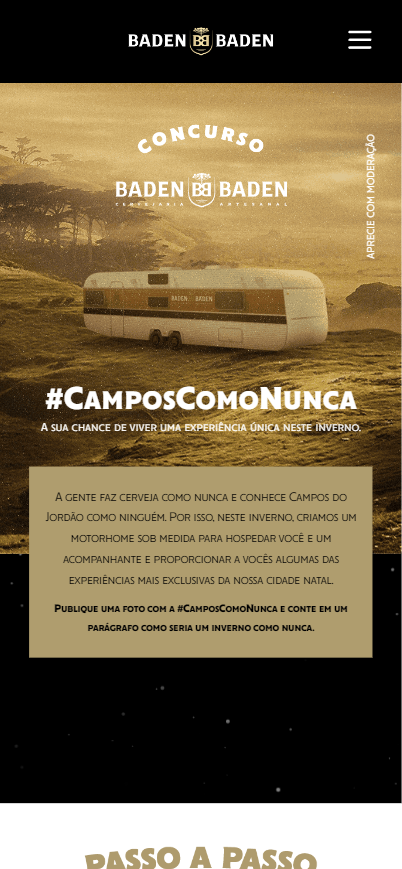 BADEN BB BADEN
CONCURSO
BADEN BB BADEN
CERVEJARIA ARTESANAL
APRECIE COM MODERAÇÃO
BADEN BADEN
#CAMPOSCOMONUNCA
A SUA CHANCE DE VIVER UMA EXPERIÊNCIA ÚNICA NESTE INVERNO.
A GENTE FAZ CERVEJA COMO NUNCA E CONHECE CAMPOS DO
JORDÃO COMO NINGUÉM. POR ISSO, NESTE INVERNO, CRIAMOS UM
MOTORHOME SOB MEDIDA PARA HOSPEDAR VOCÊ E UM
ACOMPANHANTE E PROPORCIONAR A VOCÊS ALGUMAS DAS
EXPERIÊNCIAS MAIS EXCLUSIVAS DA NOSSA CIDADE NATAL.
PUBLIQUE UMA FOTO COM A #CAMPOSCOMONUNCA E CONTE EM UM
PARÁGRAFO COMO SERIA UM INVERNO COMO NUNCA.
PASSO A PASSO